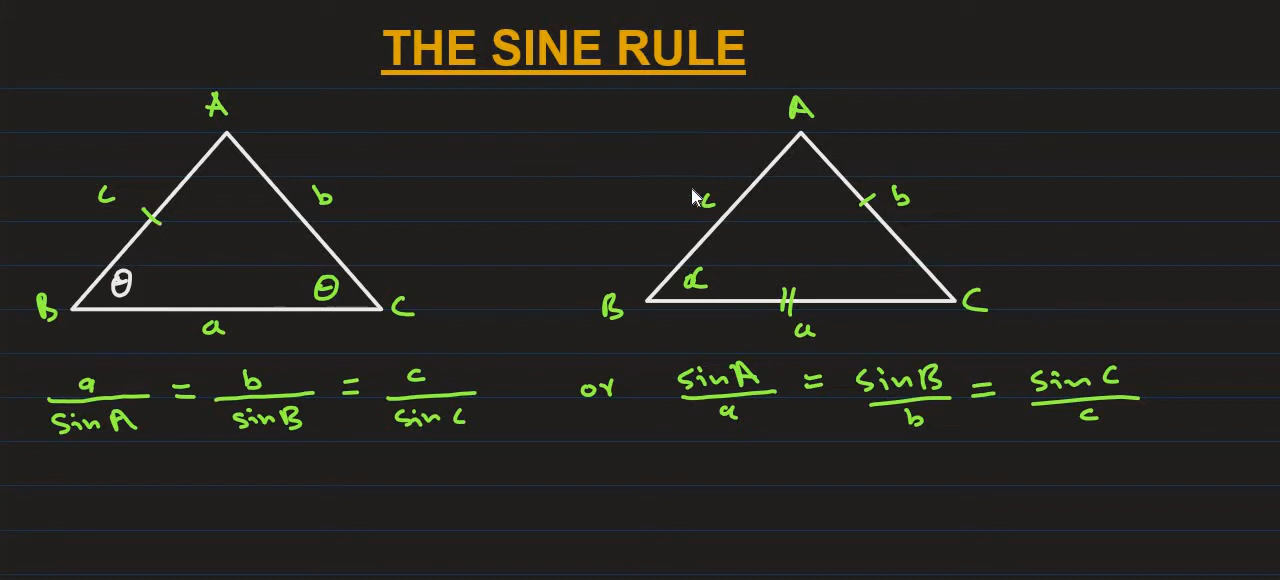 THE SINE RULE
A A
c b c b
θ θ α
B a C B a C
a/sin A = b/sin B = c/sin C or sin A/a = sin B/b = sin C/c